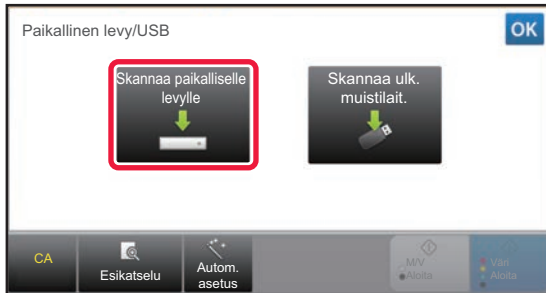 Paikallinen levy/USB
OK
Skannaa paikalliselle
levylle
Skannaa ulk.
muistilait.
CA
Esikatselu
Autom.
asetus
M/V
Aloita
Väri
Aloita